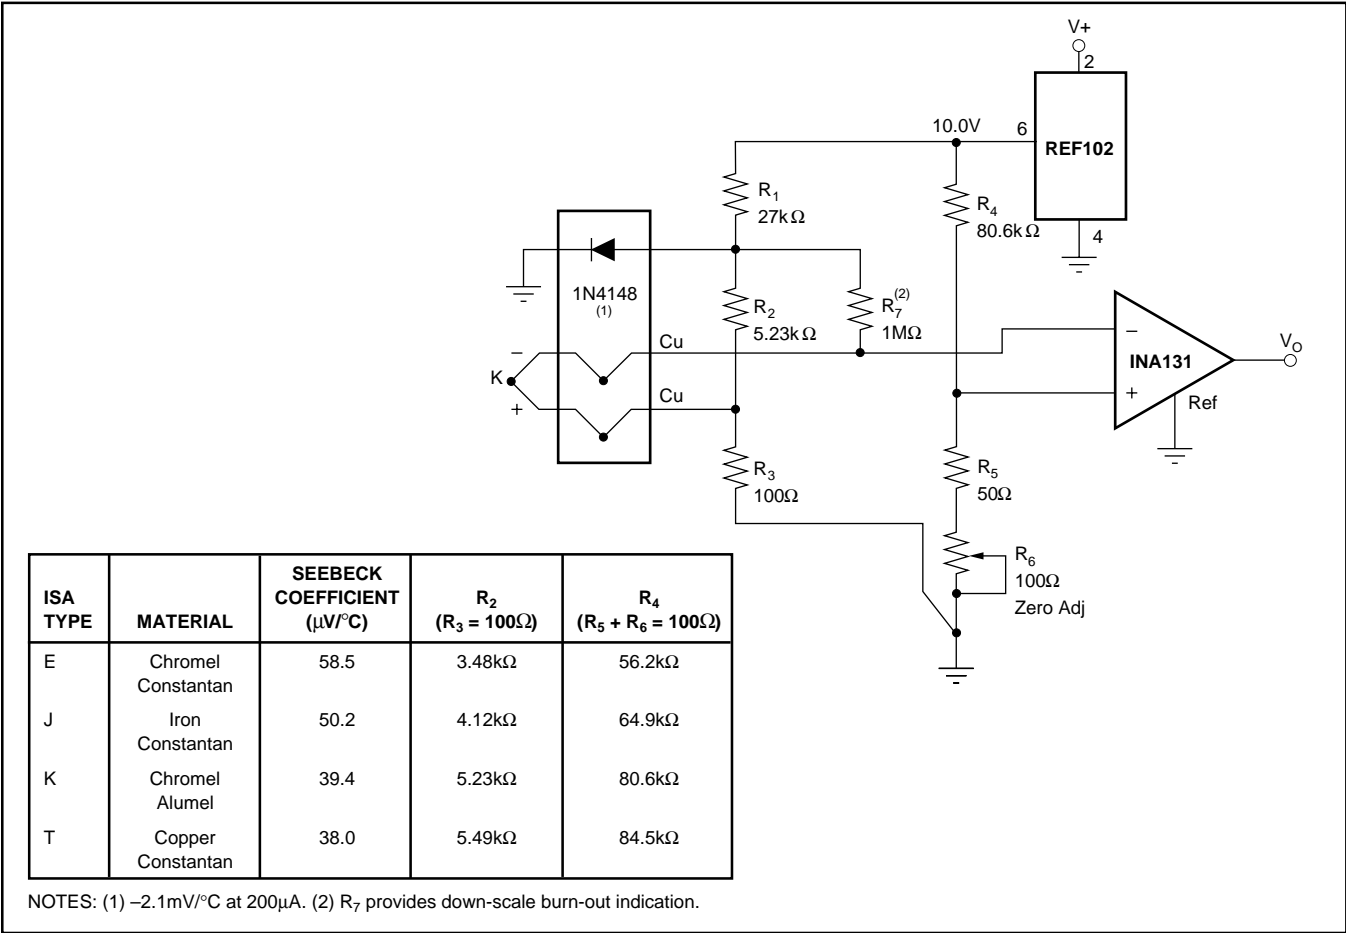 V+
2
10.0V
6
REF102
R1
27kΩ
R4
80.6kΩ
4
1N4148
(1)
R2
5.23kΩ
R7(2)
1MΩ
Cu
–
K
+
Cu
–
INA131
+
VO
Ref
R3
100Ω
R5
50Ω
R6
100Ω
Zero Adj
ISA TYPE MATERIAL SEEBECK COEFFICIENT (µV/°C) R2 (R3 = 100Ω) R4 (R5 + R6 = 100Ω)
E Chromel Constantan 58.5 3.48kΩ 56.2kΩ
J Iron Constantan 50.2 4.12kΩ 64.9kΩ
K Chromel Alumel 39.4 5.23kΩ 80.6kΩ
T Copper Constantan 38.0 5.49kΩ 84.5kΩ
NOTES: (1) –2.1mV/°C at 200µA. (2) R7 provides down-scale burn-out indication.